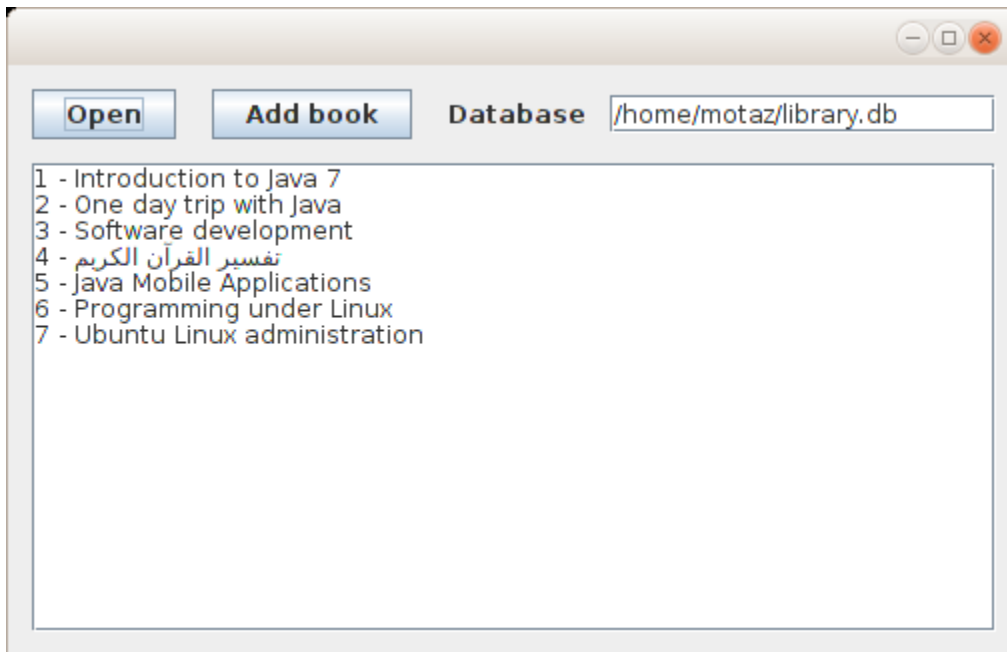 Open Add book Database /home/motaz/library.db
1 - Introduction to Java 7
2 - One day trip with Java
3 - Software development
4 - تفسير القرآن الكريم
5 - Java Mobile Applications
6 - Programming under Linux
7 - Ubuntu Linux administration